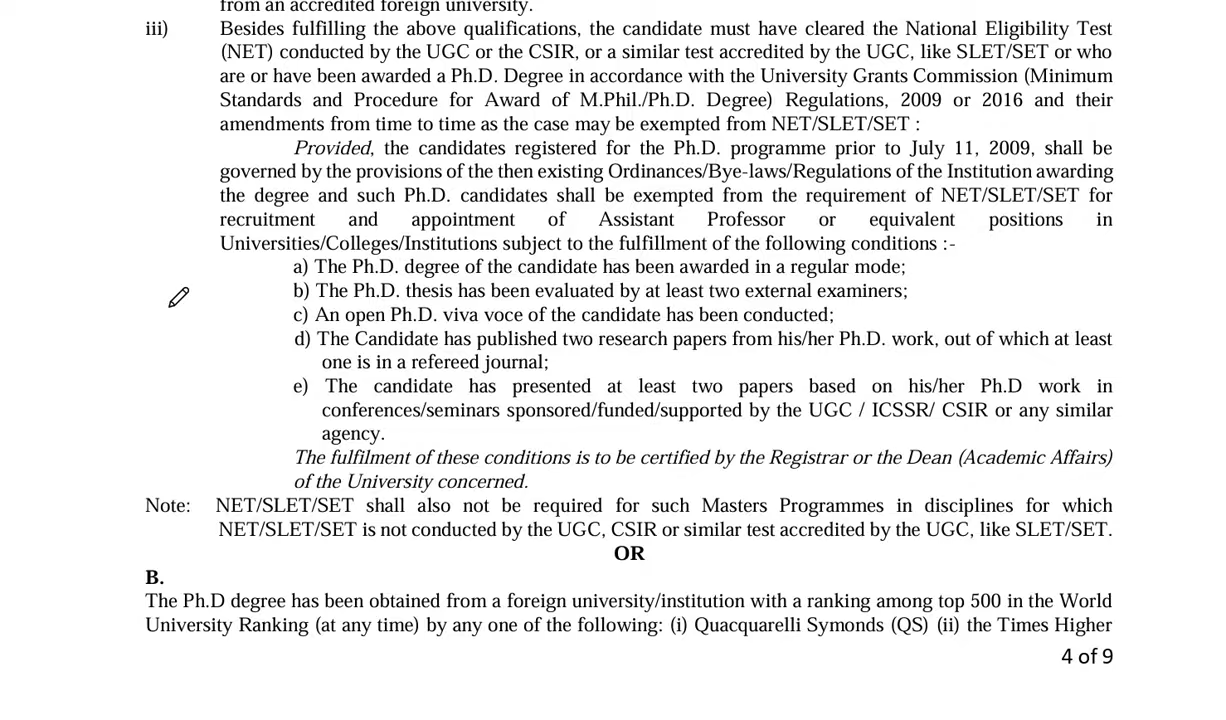 from an accredited foreign university.
iii) Besides fulfilling the above qualifications, the candidate must have cleared the National Eligibility Test
(NET) conducted by the UGC or the CSIR, or a similar test accredited by the UGC, like SLET/SET or who
are or have been awarded a Ph.D. Degree in accordance with the University Grants Commission (Minimum
Standards and Procedure for Award of M.Phil./Ph.D. Degree) Regulations, 2009 or 2016 and their
amendments from time to time as the case may be exempted from NET/SLET/SET :
Provided, the candidates registered for the Ph.D. programme prior to July 11, 2009, shall be
governed by the provisions of the then existing Ordinances/Bye-laws/Regulations of the Institution awarding
the degree and such Ph.D. candidates shall be exempted from the requirement of NET/SLET/SET for
recruitment and appointment of Assistant Professor or equivalent positions in
Universities/Colleges/Institutions subject to the fulfillment of the following conditions :-
a) The Ph.D. degree of the candidate has been awarded in a regular mode;
b) The Ph.D. thesis has been evaluated by at least two external examiners;
c) An open Ph.D. viva voce of the candidate has been conducted;
d) The Candidate has published two research papers from his/her Ph.D. work, out of which at least
one is in a refereed journal;
e) The candidate has presented at least two papers based on his/her Ph.D work in
conferences/seminars sponsored/funded/supported by the UGC / ICSSR/ CSIR or any similar
agency.
The fulfilment of these conditions is to be certified by the Registrar or the Dean (Academic Affairs)
of the University concerned.
Note: NET/SLET/SET shall also not be required for such Masters Programmes in disciplines for which
NET/SLET/SET is not conducted by the UGC, CSIR or similar test accredited by the UGC, like SLET/SET.
OR
B.
The Ph.D degree has been obtained from a foreign university/institution with a ranking among top 500 in the World
University Ranking (at any time) by any one of the following: (i) Quacquarelli Symonds (QS) (ii) the Times Higher
4 of 9